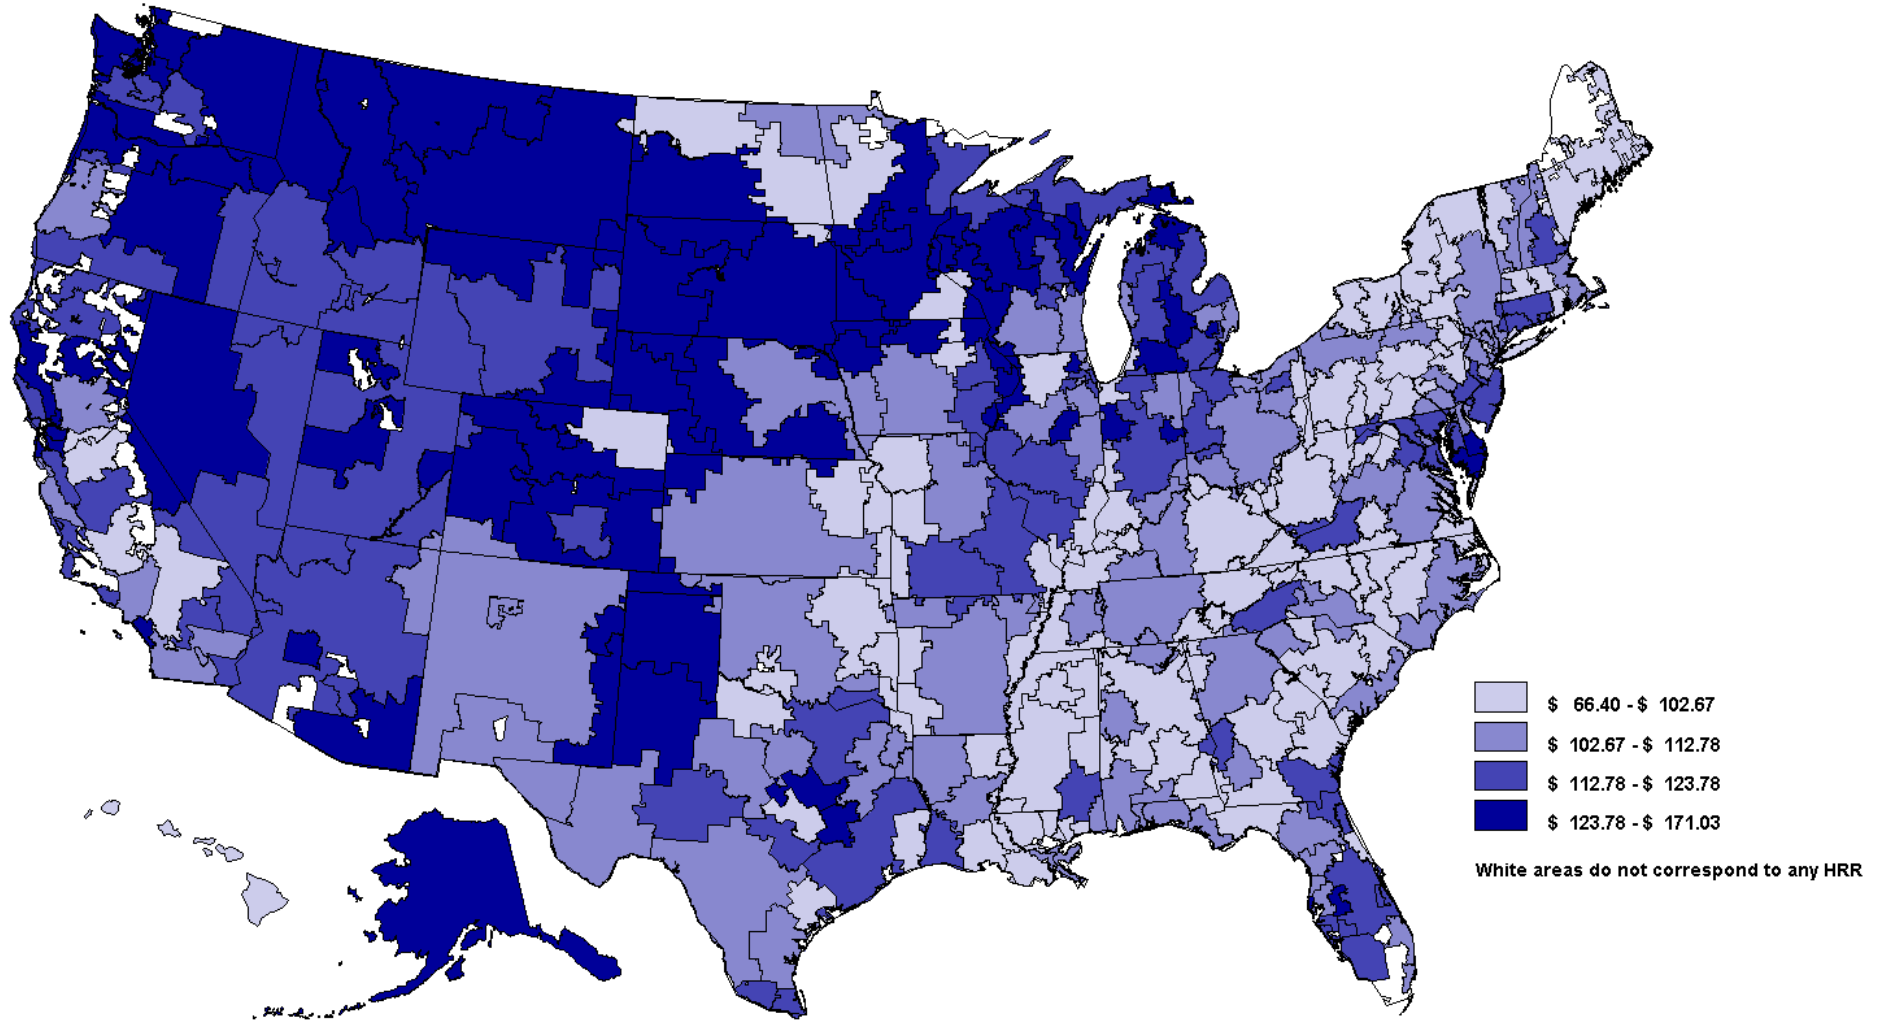 $ 66.40 - $ 102.67
$ 102.67 - $ 112.78
$ 112.78 - $ 123.78
$ 123.78 - $ 171.03
White areas do not correspond to any HRR